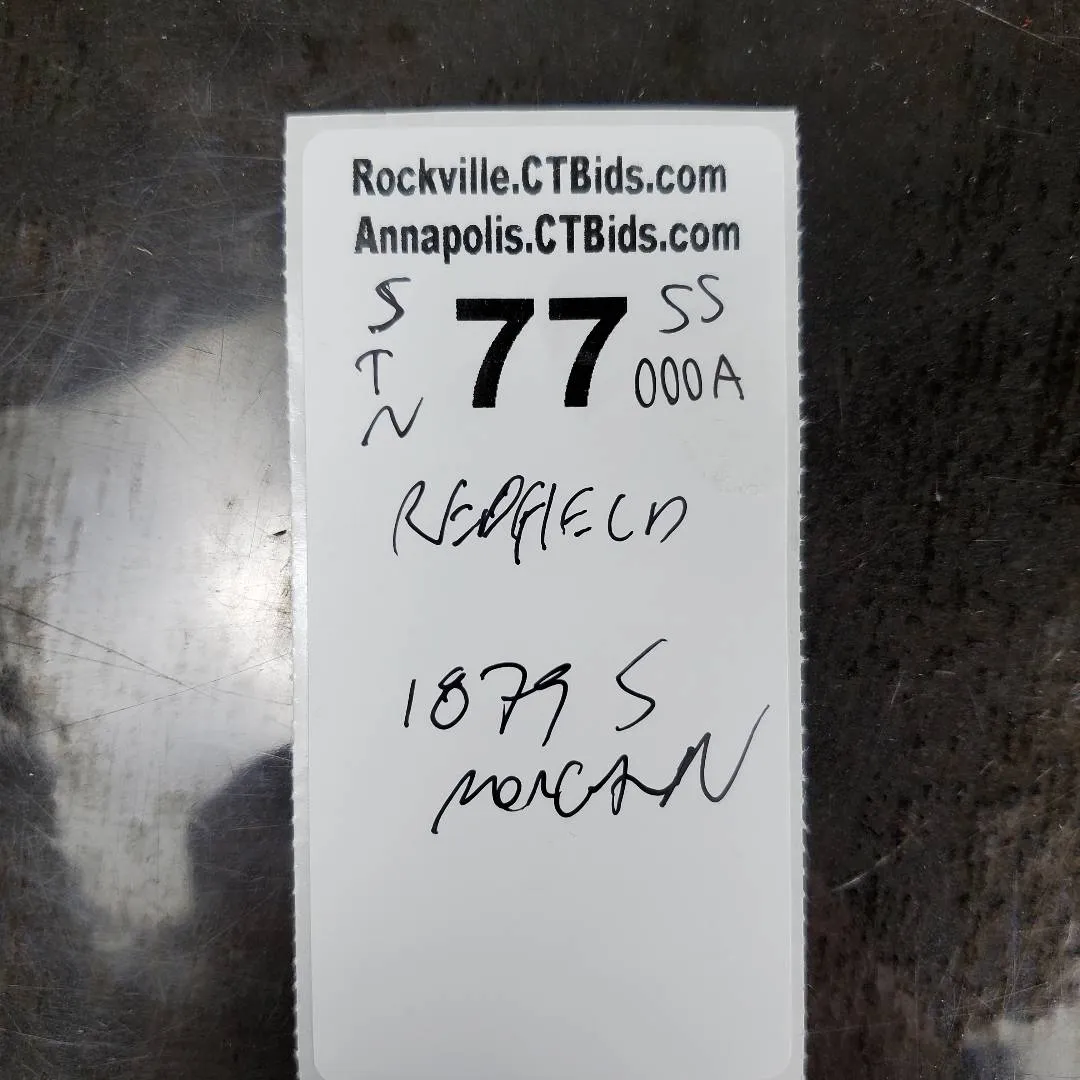 Rockville.CTBids.com
Annapolis.CTBids.com
S
T
N
77
SS
000A
REDFIELD
1879 S
MORGAN